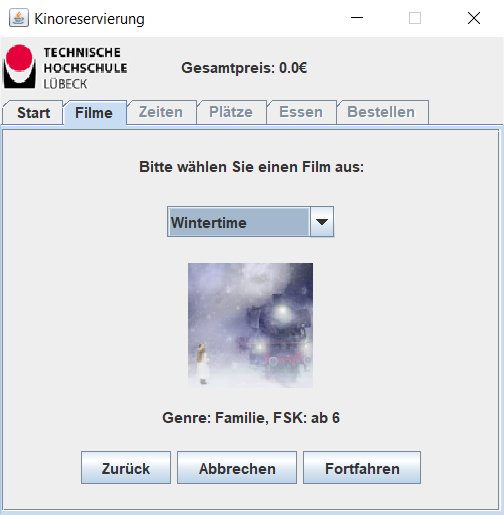 Kinoreservierung
TECHNISCHE
HOCHSCHULE
LÜBECK
Gesamtpreis: 0.0€
Start Filme Zeiten Plätze Essen Bestellen
Bitte wählen Sie einen Film aus:
Wintertime
Genre: Familie, FSK: ab 6
Zurück Abbrechen Fortfahren